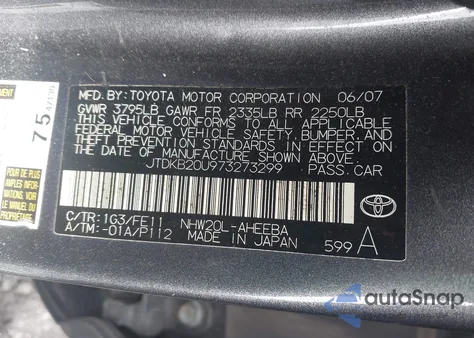 MFD. BY: TOYOTA MOTOR CORPORATION 06/07
GVWR 3795LB GAWR FR 2335LB RR 2250LB
THIS VEHICLE CONFORMS TO ALL APPLICABLE
FEDERAL MOTOR VEHICLE SAFETY, BUMPER, AND
THEFT PREVENTION STANDARDS IN EFFECT ON THE
DATE OF MANUFACTURE SHOWN ABOVE.
JTDKB20U973273299 PASS.CAR
C/TR: 1G3/FE11 NHW20L-AHEEBA
A/TM: -01A/P112 MADE IN JAPAN
599 A
TOYOTA
75
AutoSnap